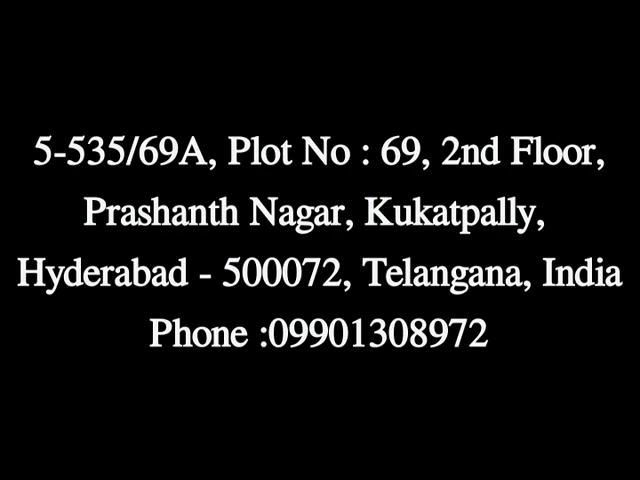 5-535/69A, Plot No : 69, 2nd Floor,
Prashanth Nagar, Kukatpally,
Hyderabad - 500072, Telangana, India
Phone :09901308972